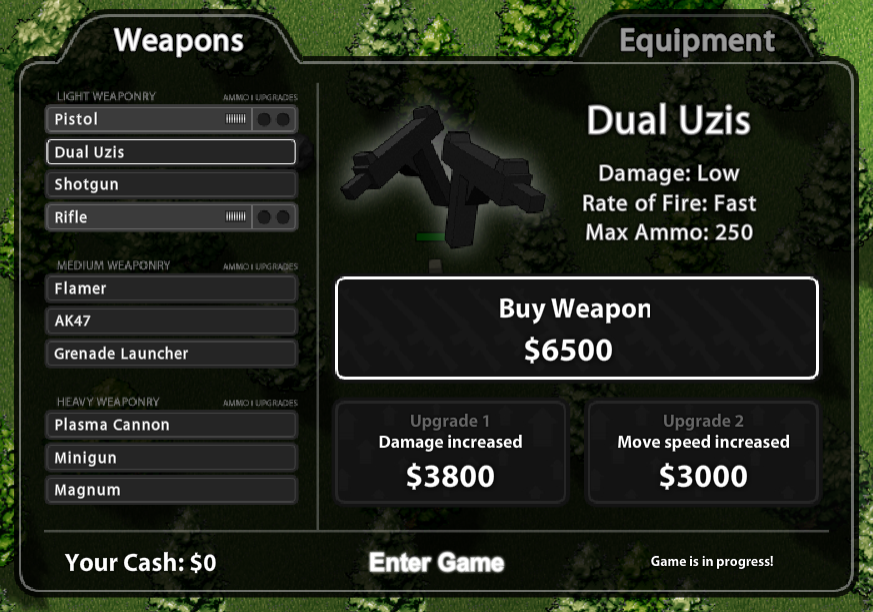 Weapons
Equipment
LIGHT WEAPONRY
AMMO | UPGRADES
Pistol
Dual Uzis
Shotgun
Rifle
MEDIUM WEAPONRY
AMMO | UPGRADES
Flamer
AK47
Grenade Launcher
HEAVY WEAPONRY
AMMO | UPGRADES
Plasma Cannon
Minigun
Magnum
Dual Uzis
Damage: Low
Rate of Fire: Fast
Max Ammo: 250
Buy Weapon
$6500
Upgrade 1
Damage increased
$3800
Upgrade 2
Move speed increased
$3000
Your Cash: $0
Enter Game
Game is in progress!